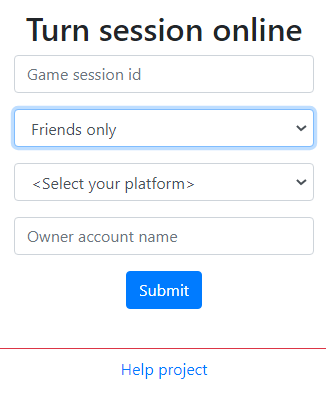 Turn session online
Game session id
Friends only
<Select your platform>
Owner account name
Submit
Help project